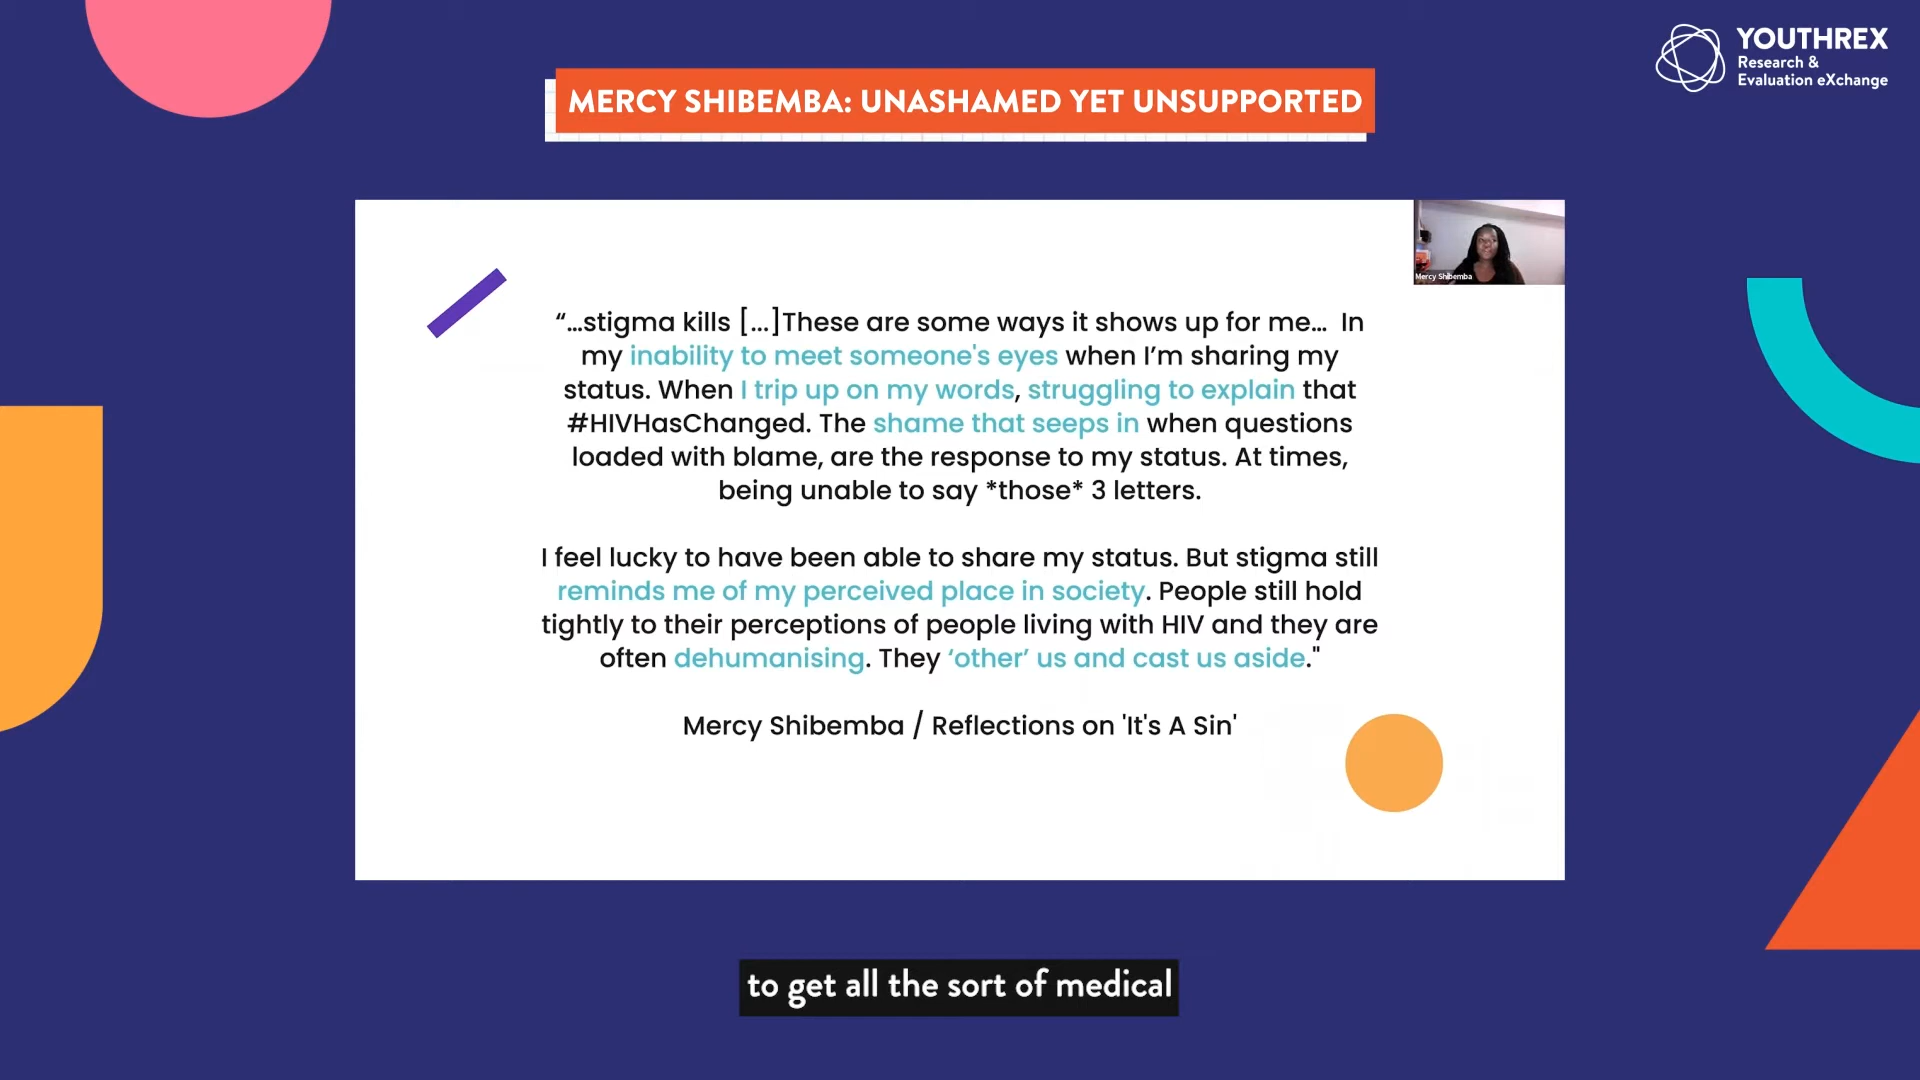 YOUTHREX
Research &
Evaluation eXchange
MERCY SHIBEMBA: UNASHAMED YET UNSUPPORTED
Mercy Shibemba
“...stigma kills [...]These are some ways it shows up for me... In
my inability to meet someone's eyes when I’m sharing my
status. When I trip up on my words, struggling to explain that
#HIVHasChanged. The shame that seeps in when questions
loaded with blame, are the response to my status. At times,
being unable to say *those* 3 letters.
I feel lucky to have been able to share my status. But stigma still
reminds me of my perceived place in society. People still hold
tightly to their perceptions of people living with HIV and they are
often dehumanising. They ‘other’ us and cast us aside."
Mercy Shibemba / Reflections on 'It's A Sin'
to get all the sort of medical